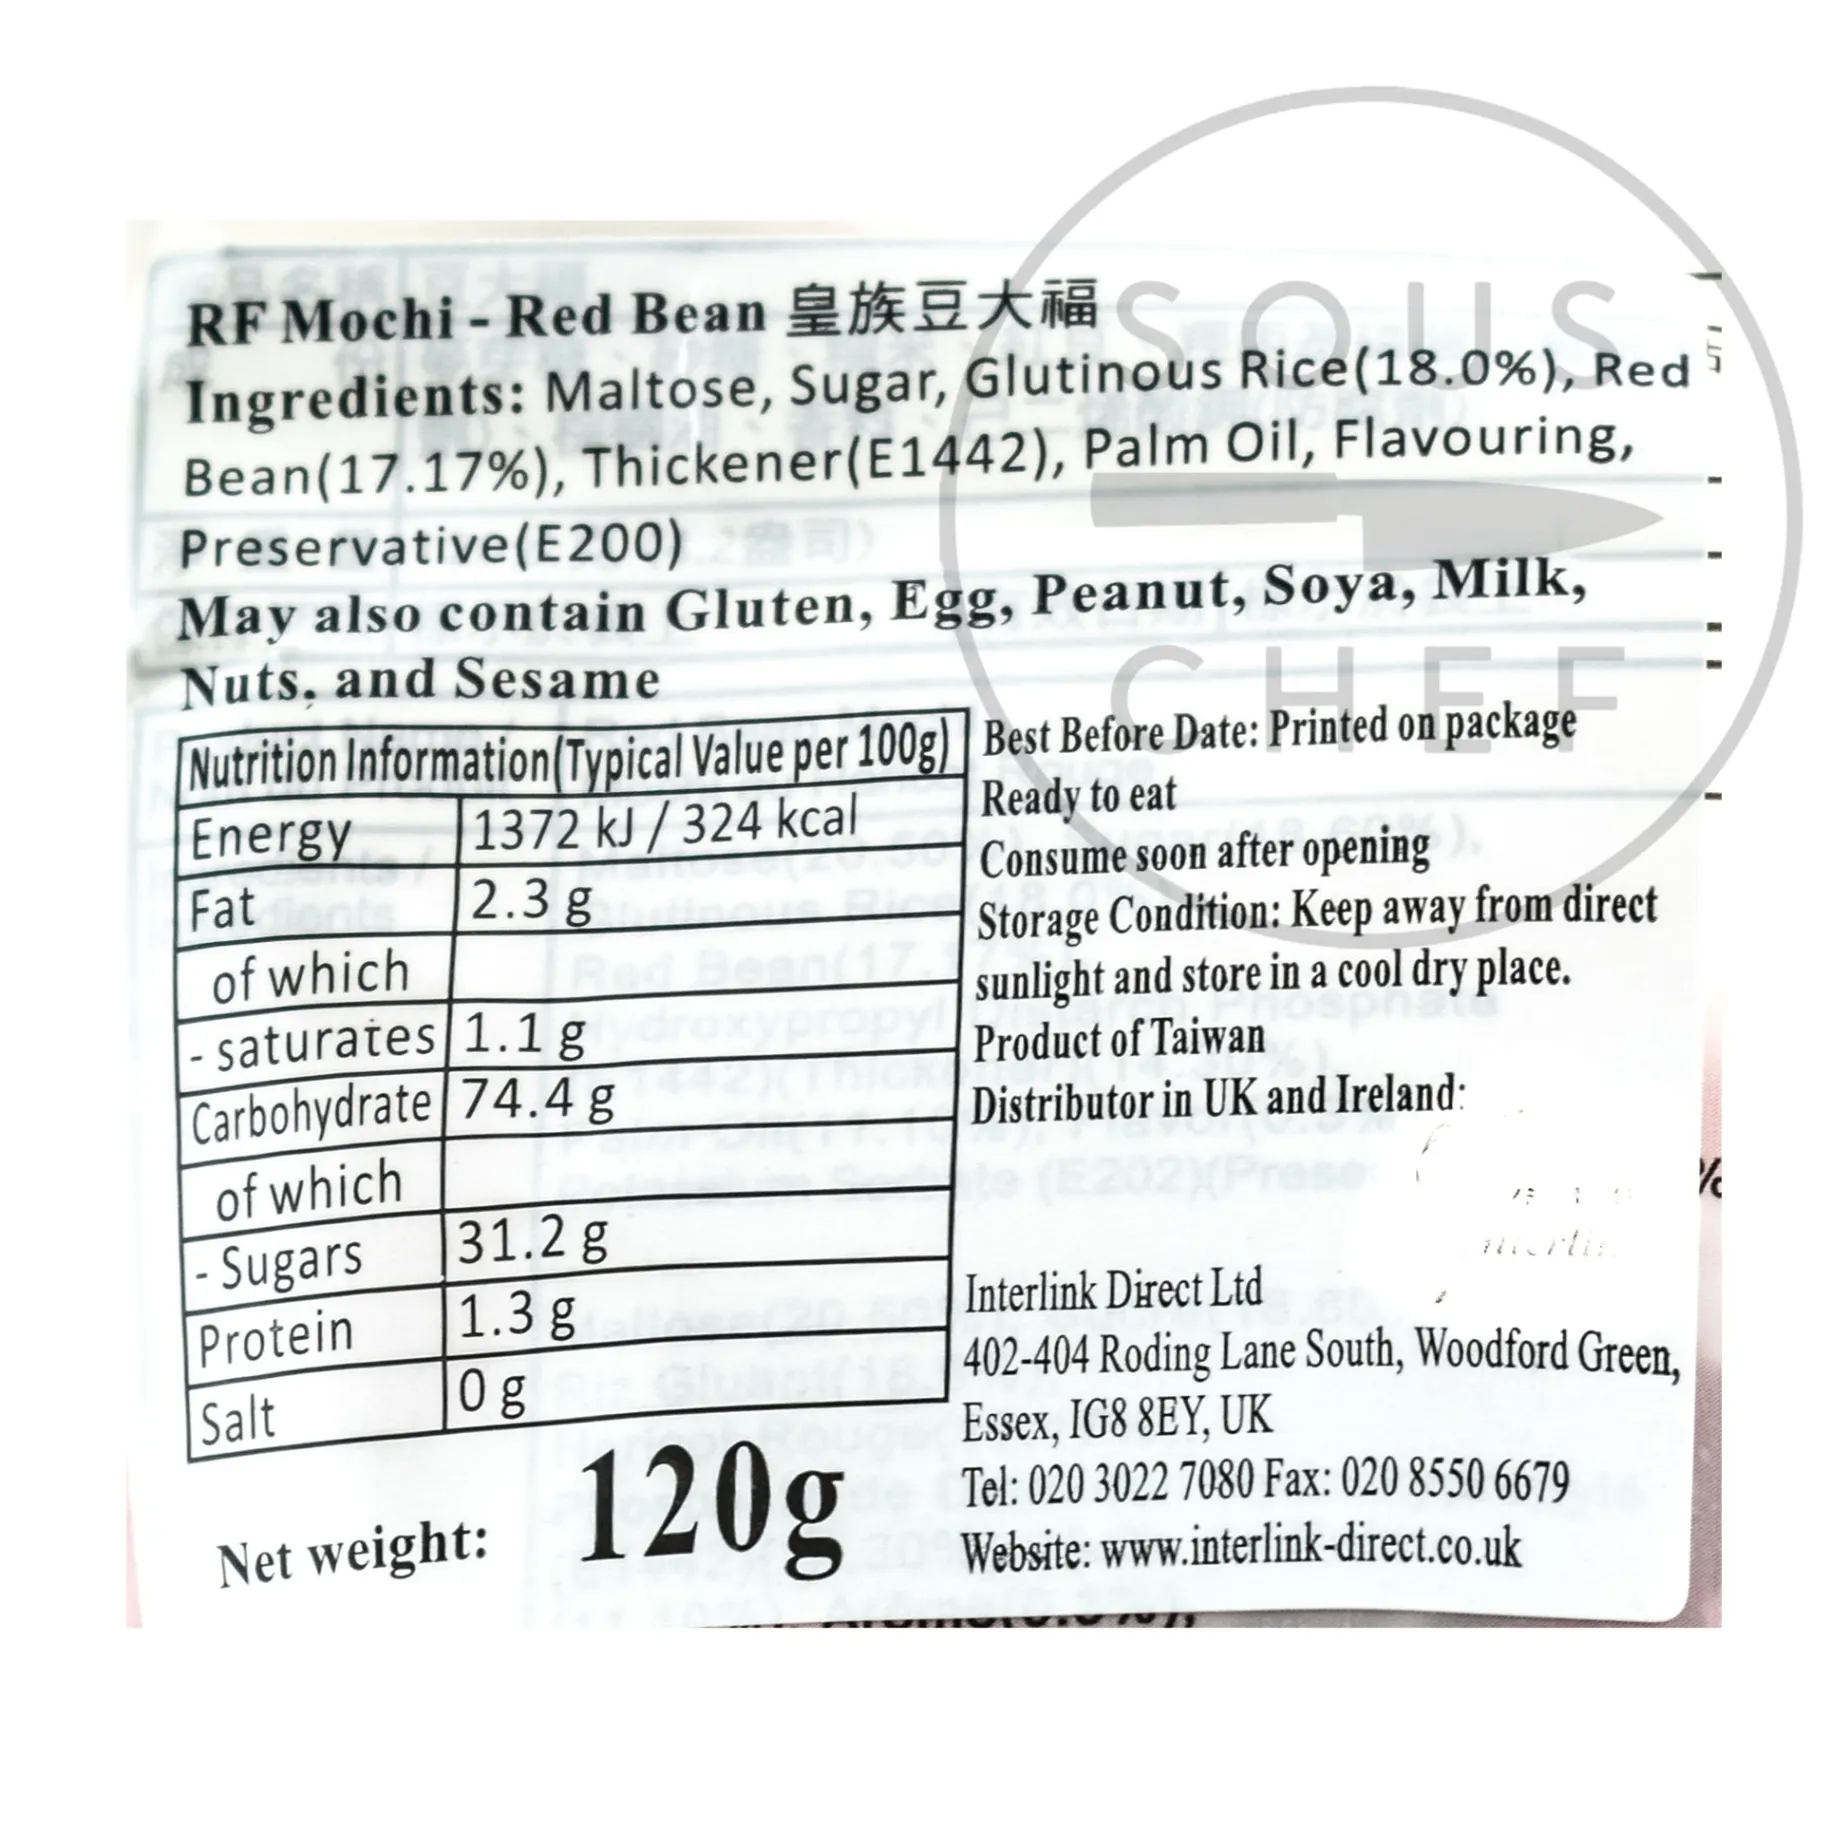 SOUS
CHEF
RF Mochi - Red Bean 皇族豆大福
Ingredients: Maltose, Sugar, Glutinous Rice(18.0%), Red
Bean(17.17%), Thickener(E1442), Palm Oil, Flavouring,
Preservative(E200)
May also contain Gluten, Egg, Peanut, Soya, Milk,
Nuts, and Sesame
Nutrition Information(Typical Value per 100g)
Energy 1372 kJ / 324 kcal
Fat 2.3 g
of which
- saturates 1.1 g
Carbohydrate 74.4 g
of which
- Sugars 31.2 g
Protein 1.3 g
Salt 0 g
Net weight: 120g
Best Before Date: Printed on package
Ready to eat
Consume soon after opening
Storage Condition: Keep away from direct
sunlight and store in a cool dry place.
Product of Taiwan
Distributor in UK and Ireland:
Interlink Direct Ltd
402-404 Roding Lane South, Woodford Green,
Essex, IG8 8EY, UK
Tel: 020 3022 7080 Fax: 020 8550 6679
Website: www.interlink-direct.co.uk